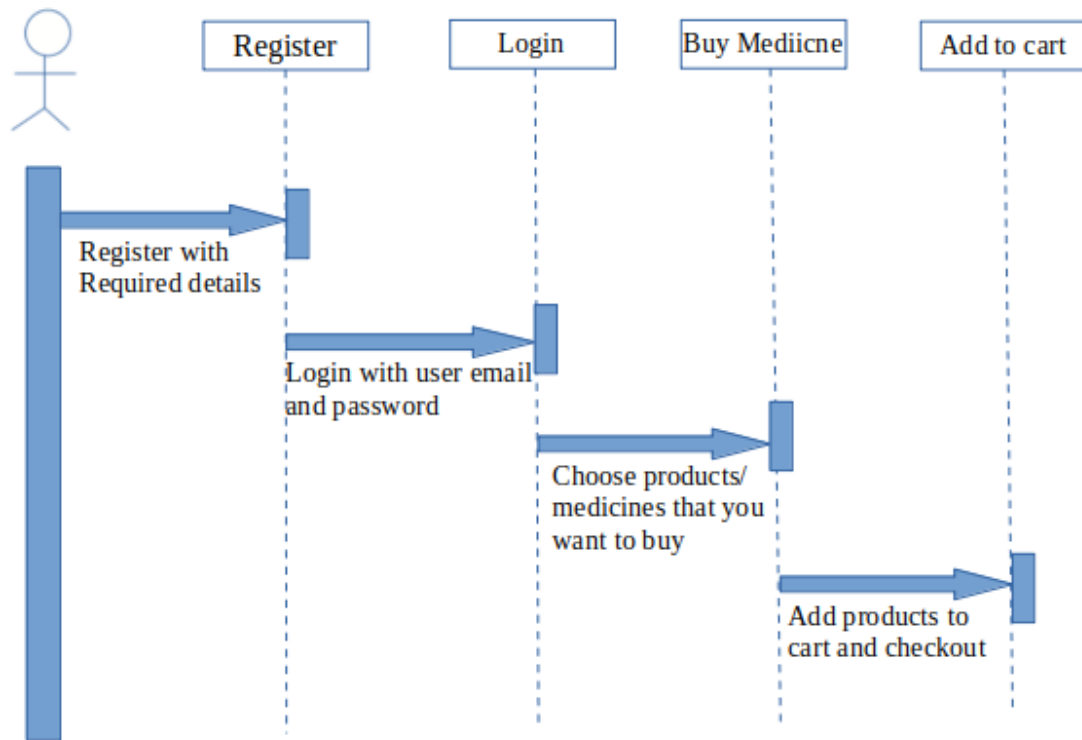 Register
Login
Buy Mediicne
Add to cart
Register with
Required details
Login with user email
and password
Choose products/
medicines that you
want to buy
Add products to
cart and checkout